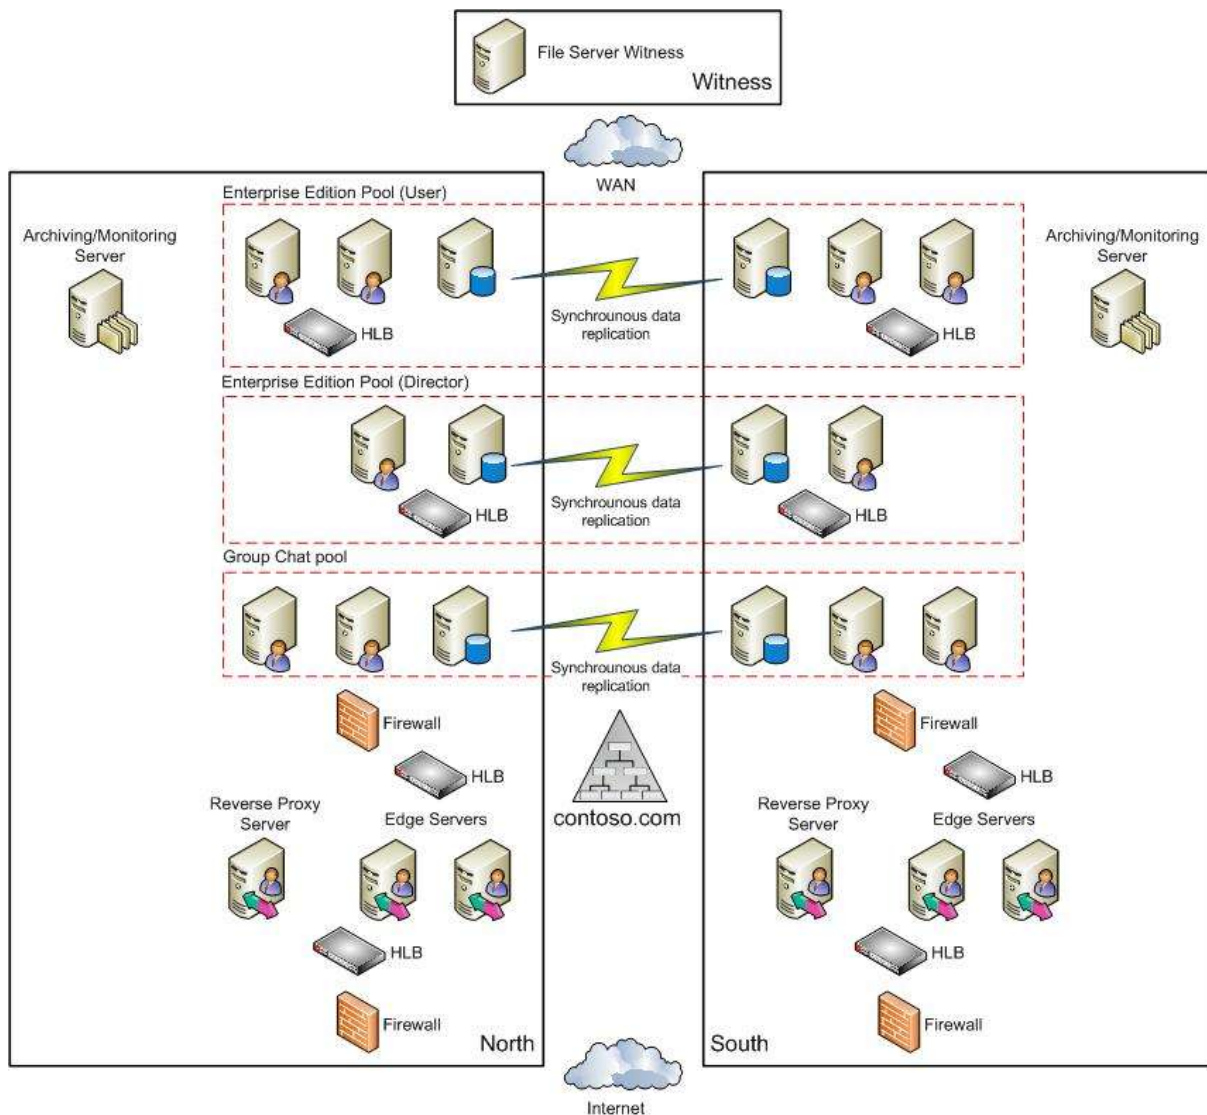 File Server Witness
Witness
WAN
Enterprise Edition Pool (User)
Archiving/Monitoring
Server
Archiving/Monitoring
Server
HLB
Synchrounous data
replication
HLB
Enterprise Edition Pool (Director)
HLB
Synchrounous data
replication
HLB
Group Chat pool
Synchrounous data
replication
Firewall
Firewall
HLB
HLB
contoso.com
Reverse Proxy
Server
Edge Servers
Reverse Proxy
Server
Edge Servers
HLB
HLB
Firewall
Firewall
North
South
Internet